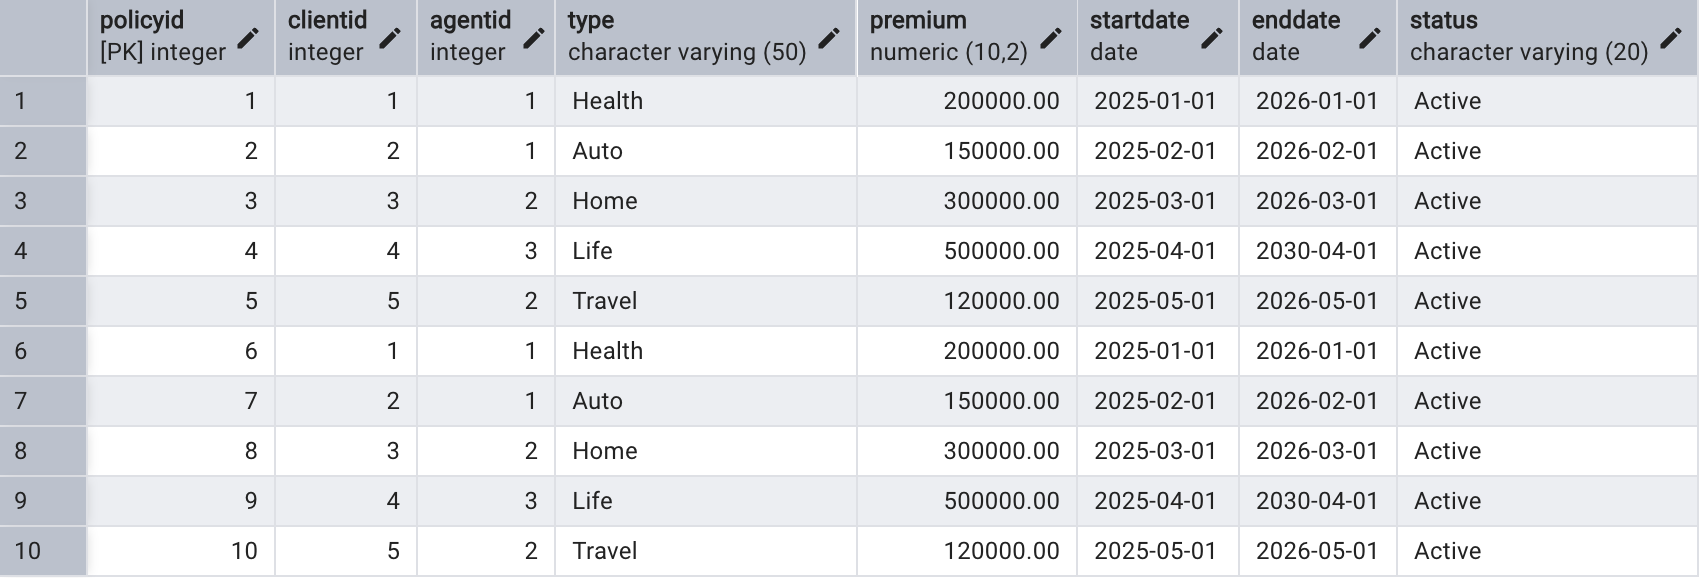 policyid clientid agentid type premium startdate enddate status
[PK] integer integer integer character varying (50) numeric (10,2) date date character varying (20)
1 1 1 1 Health 200000.00 2025-01-01 2026-01-01 Active
2 2 2 1 Auto 150000.00 2025-02-01 2026-02-01 Active
3 3 3 2 Home 300000.00 2025-03-01 2026-03-01 Active
4 4 4 3 Life 500000.00 2025-04-01 2030-04-01 Active
5 5 5 2 Travel 120000.00 2025-05-01 2026-05-01 Active
6 6 1 1 Health 200000.00 2025-01-01 2026-01-01 Active
7 7 2 1 Auto 150000.00 2025-02-01 2026-02-01 Active
8 8 3 2 Home 300000.00 2025-03-01 2026-03-01 Active
9 9 4 3 Life 500000.00 2025-04-01 2030-04-01 Active
10 10 5 2 Travel 120000.00 2025-05-01 2026-05-01 Active